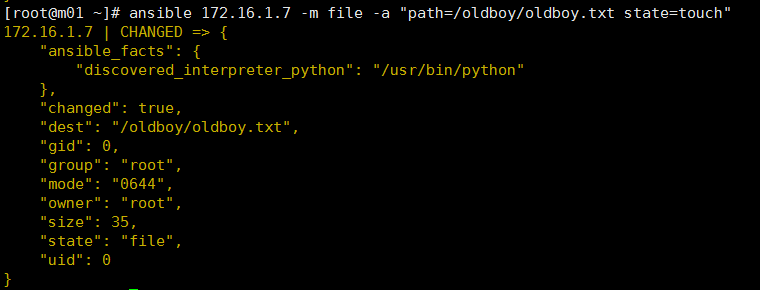 [root@m01 ~]# ansible 172.16.1.7 -m file -a "path=/oldboy/oldboy.txt state=touch"
172.16.1.7 | CHANGED => {
    "ansible_facts": {
        "discovered_interpreter_python": "/usr/bin/python"
    },
    "changed": true,
    "dest": "/oldboy/oldboy.txt",
    "gid": 0,
    "group": "root",
    "mode": "0644",
    "owner": "root",
    "size": 35,
    "state": "file",
    "uid": 0
}